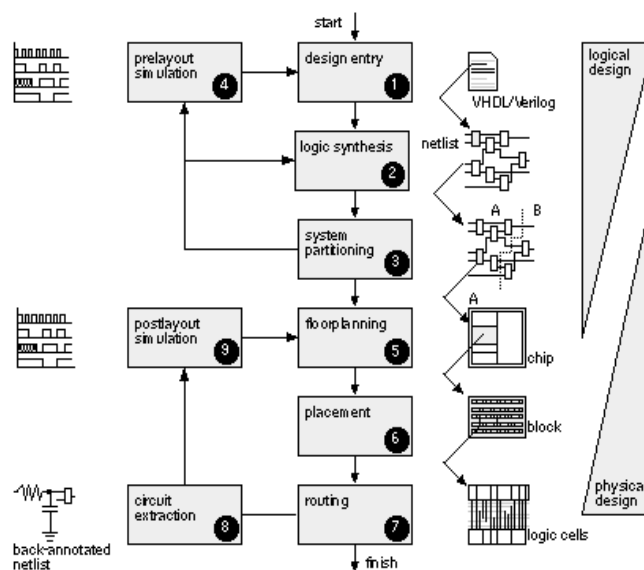 start
prelayout
simulation
4
design entry
1
VHDL/Verilog
logical
design
logic synthesis
2
netlist
system
partitioning
3
A
B
postlayout
simulation
9
floorplanning
5
A
chip
placement
6
block
circuit
extraction
8
routing
7
logic cells
physical
design
back-annotated
netlist
finish